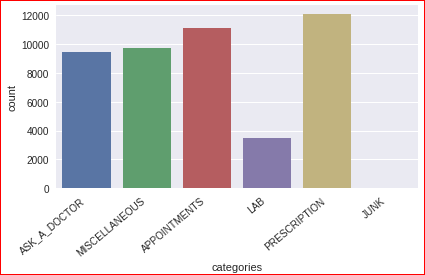 12000
10000
8000
6000
4000
2000
0
count
ASK_A_DOCTOR
MISCELLANEOUS
APPOINTMENTS
LAB
PRESCRIPTION
JUNK
categories